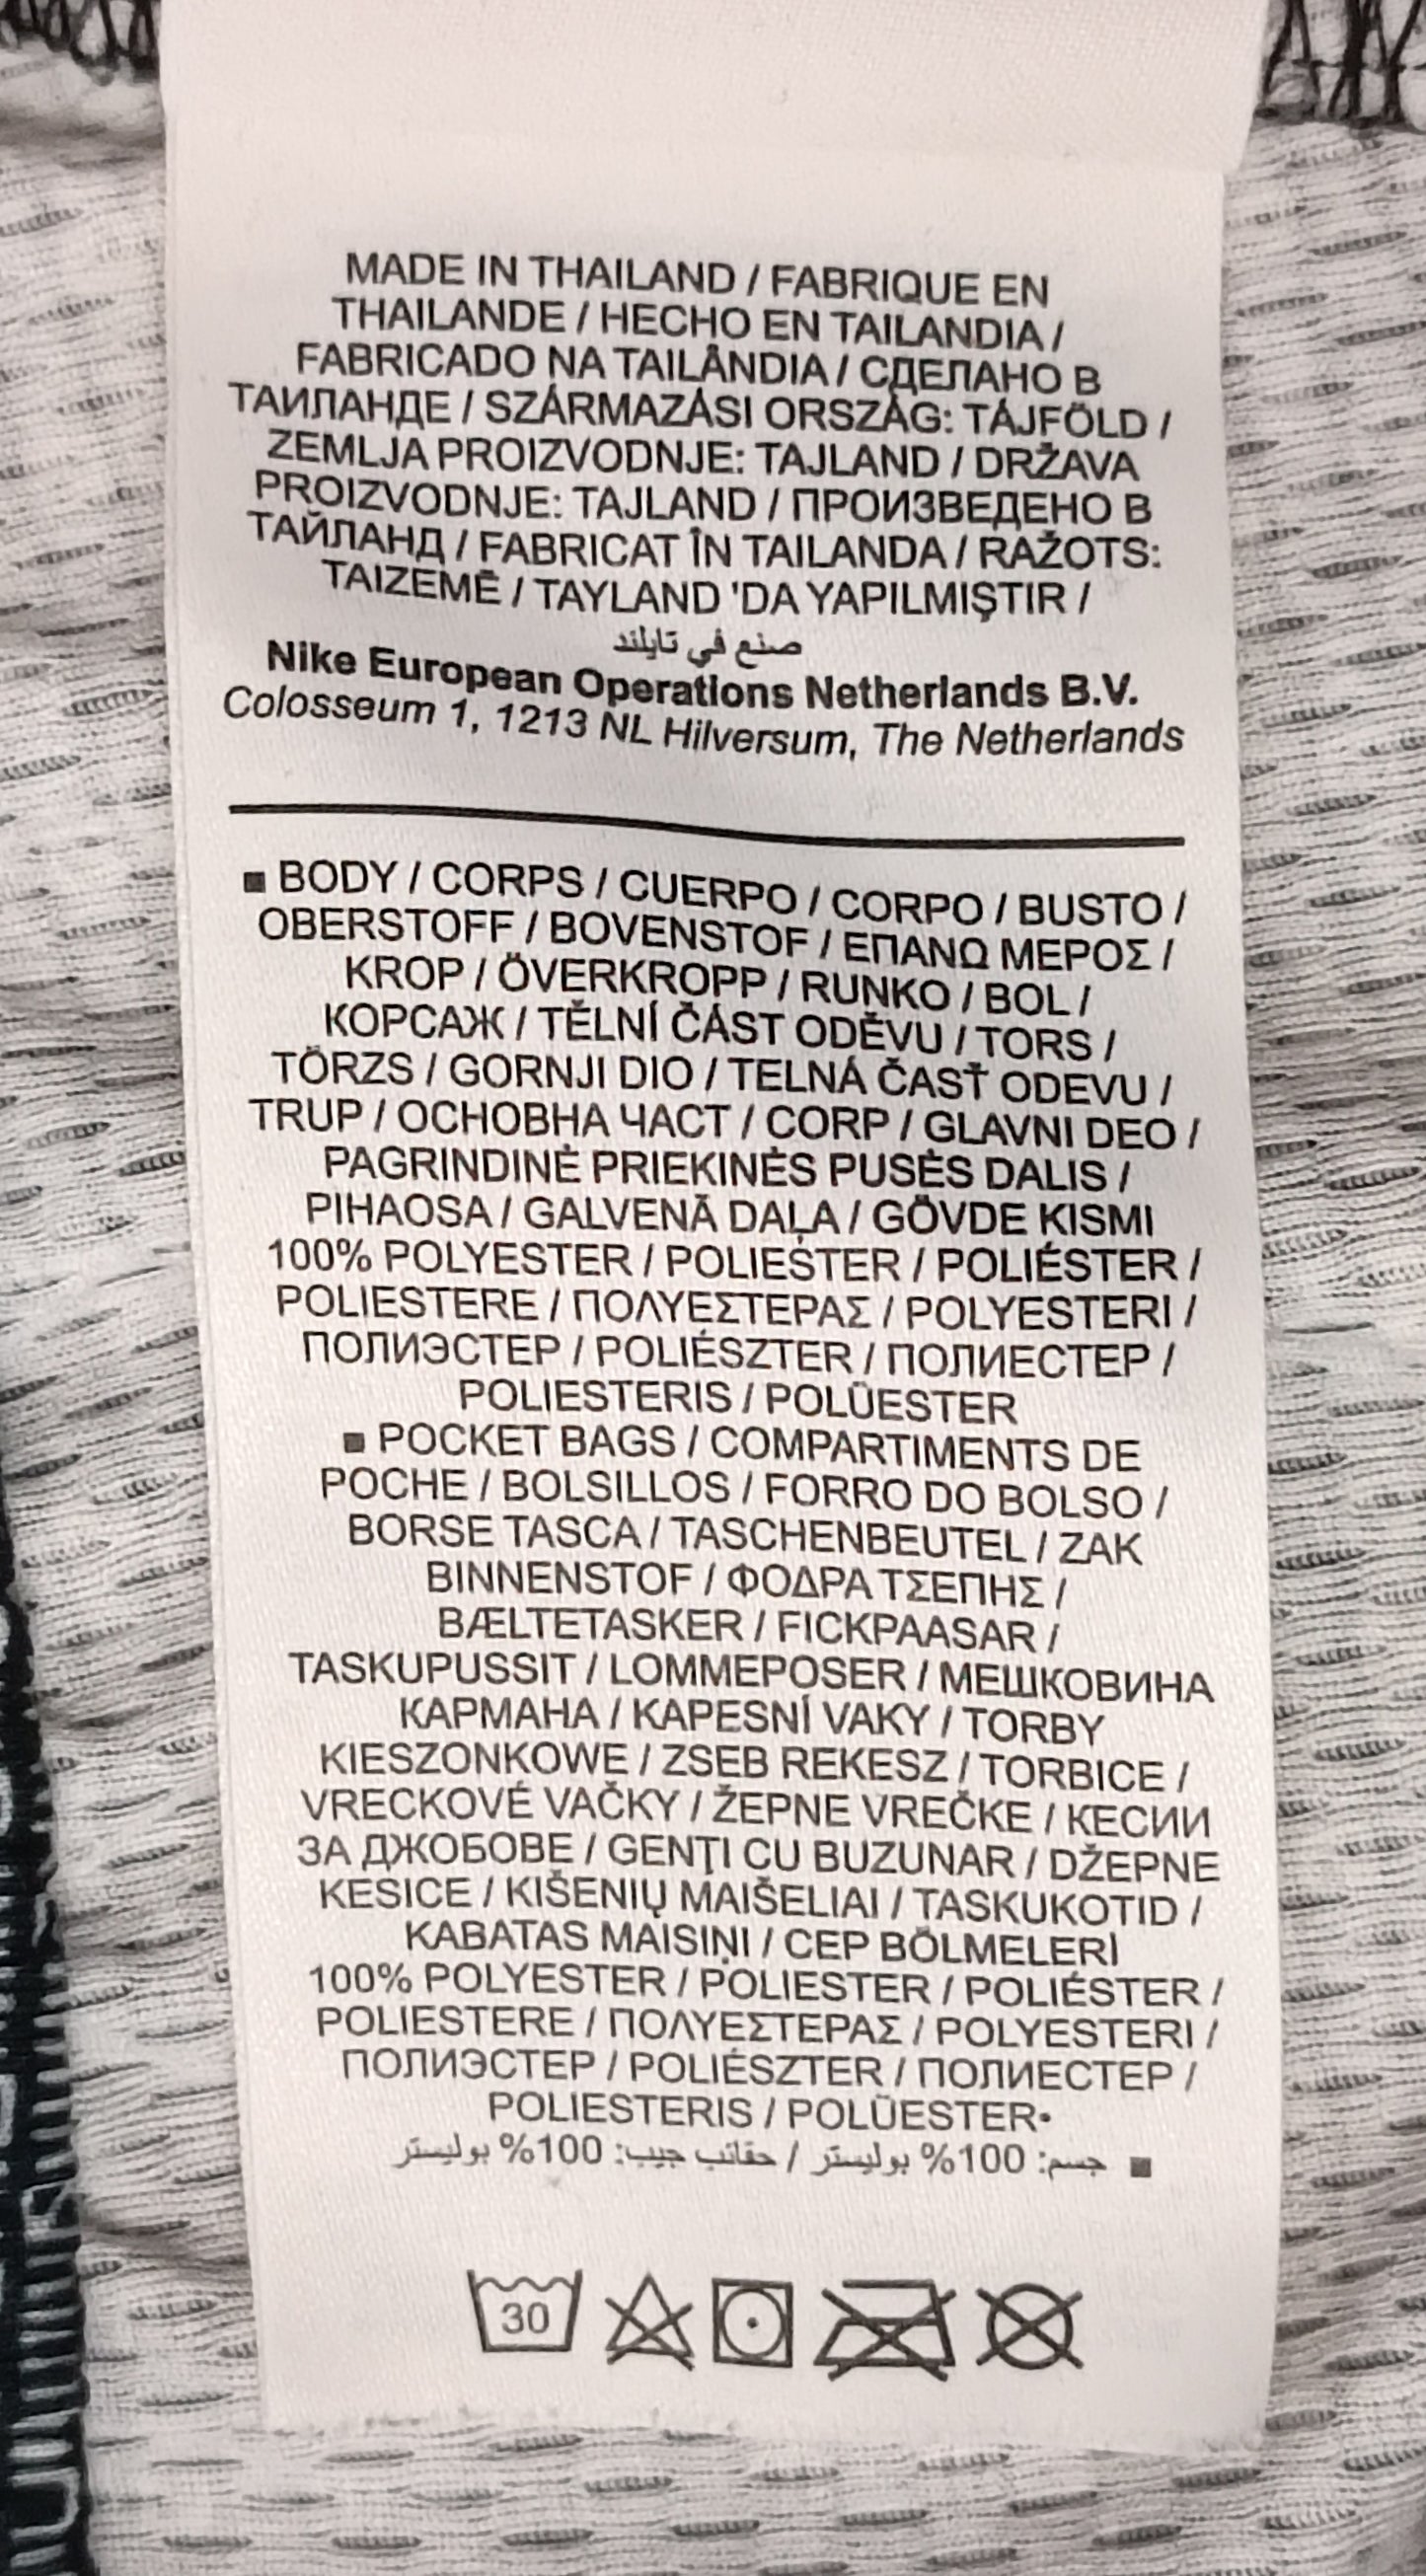 MADE IN THAILAND / FABRIQUE EN
THAILANDE / HECHO EN TAILANDIA /
FABRICADO NA TAILÂNDIA / СДЕЛАНО В
ТАИЛАНДЕ / SZÁRMAZÁSI ORSZÁG: TÁJFÖLD /
ZEMLJA PROIZVODNJE: TAJLAND / DRŽAVA
PROIZVODNJE: TAJLAND / ПРОИЗВЕДЕНО В
ТАЙЛАНД / FABRICAT ÎN TAILANDA / RAŽOTS:
TAIZEMĒ / TAYLAND 'DA YAPILMIŞTIR /
صنع في تايلند
Nike European Operations Netherlands B.V.
Colosseum 1, 1213 NL Hilversum, The Netherlands
■ BODY / CORPS / CUERPO / CORPO / BUSTO /
OBERSTOFF / BOVENSTOF / ΕΠΑΝΩ ΜΕΡΟΣ /
KROP / ÖVERKROPP / RUNKO / BOL /
КОРСАЖ / TĚLNÍ ČÁST ODĚVU / TORS /
TÖRZS / GORNJI DIO / TELNÁ ČASŤ ODEVU /
TRUP / ОСНОВНА ЧАСТ / CORP / GLAVNI DEO /
PAGRINDINĖ PRIEKINĖS PUSĖS DALIS /
PIHAOSA / GALVENĀ DAĻA / GÖVDE KISMI
100% POLYESTER / POLIESTER / POLIÉSTER /
POLIESTERE / ΠΟΛΥΕΣΤΕΡΑΣ / POLYESTERI /
ПОЛИЭСТЕР / POLIÉSZTER / ПОЛИЕСТЕР /
POLIESTERIS / POLÜESTER
■ POCKET BAGS / COMPARTIMENTS DE
POCHE / BOLSILLOS / FORRO DO BOLSO /
BORSE TASCA / TASCHENBEUTEL / ZAK
BINNENSTOF / ΦΟΔΡΑ ΤΣΕΠΗΣ /
BÆLTETASKER / FICKPAASAR /
TASKUPUSSIT / LOMMEPOSER / МЕШКОВИНА
КАРМАНА / KAPESNÍ VAKY / TORBY
KIESZONKOWE / ZSEB REKESZ / TORBICE /
VRECKOVÉ VAČKY / ŽEPNE VREČKE / КЕСИИ
ЗА ДЖОБОВЕ / GENȚI CU BUZUNAR / DŽEPNE
KESICE / KIŠENIŲ MAIŠELIAI / TASKUKOTID /
KABATAS MAISIŅI / CEP BÖLMELERİ
100% POLYESTER / POLIESTER / POLIÉSTER /
POLIESTERE / ΠΟΛΥΕΣΤΕΡΑΣ / POLYESTERI /
ПОЛИЭСТЕР / POLIÉSZTER / ПОЛИЕСТЕР /
POLIESTERIS / POLÜESTER•
■ جسم: 100% بوليستر / حقائب جيب: 100% بوليستر
30